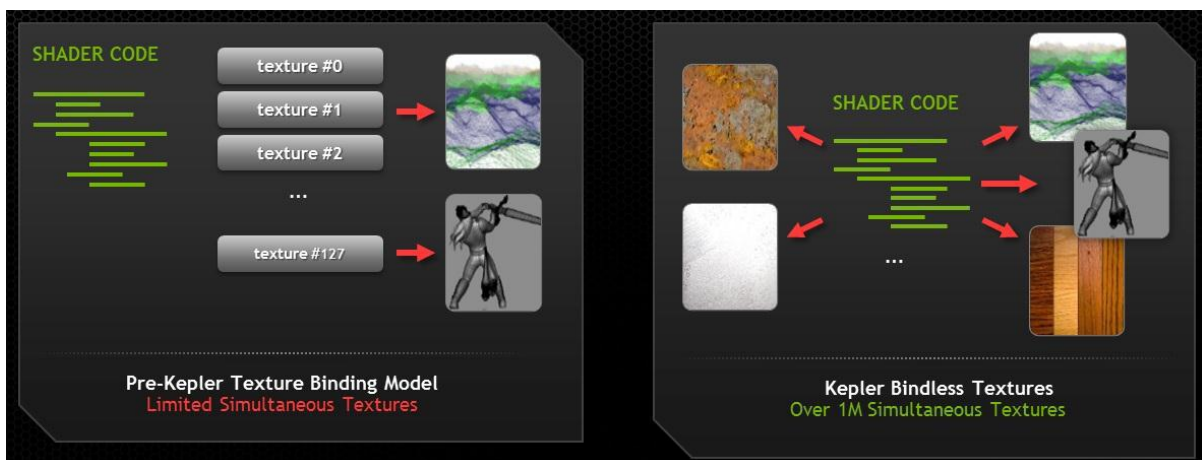 SHADER CODE
texture #0
texture #1
texture #2
...
texture #127
Pre-Kepler Texture Binding Model
Limited Simultaneous Textures
SHADER CODE
...
Kepler Bindless Textures
Over 1M Simultaneous Textures